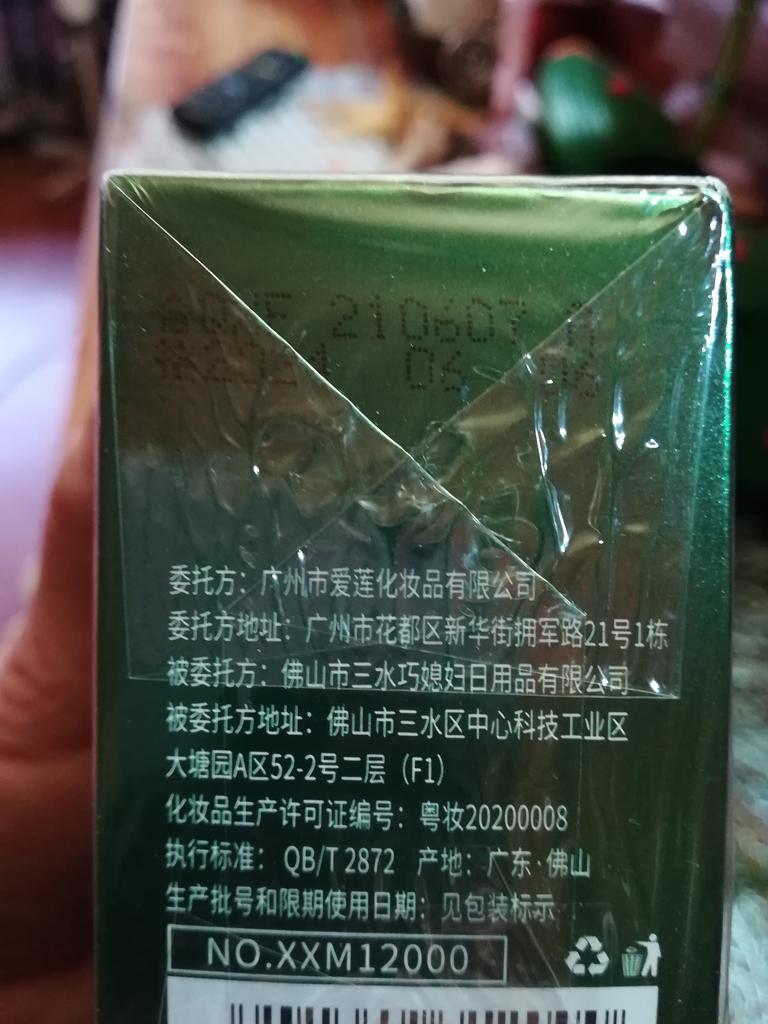 210607
06 06
委托方：广州市爱莲化妆品有限公司
委托方地址：广州市花都区新华街拥军路21号1栋
被委托方：佛山市三水巧媳妇日用品有限公司
被委托方地址：佛山市三水区中心科技工业区
大塘园A区52-2号二层（F1）
化妆品生产许可证编号：粤妆20200008
执行标准： QB/T 2872 产地：广东·佛山
生产批号和限期使用日期：见包装标示
NO.XXM12000